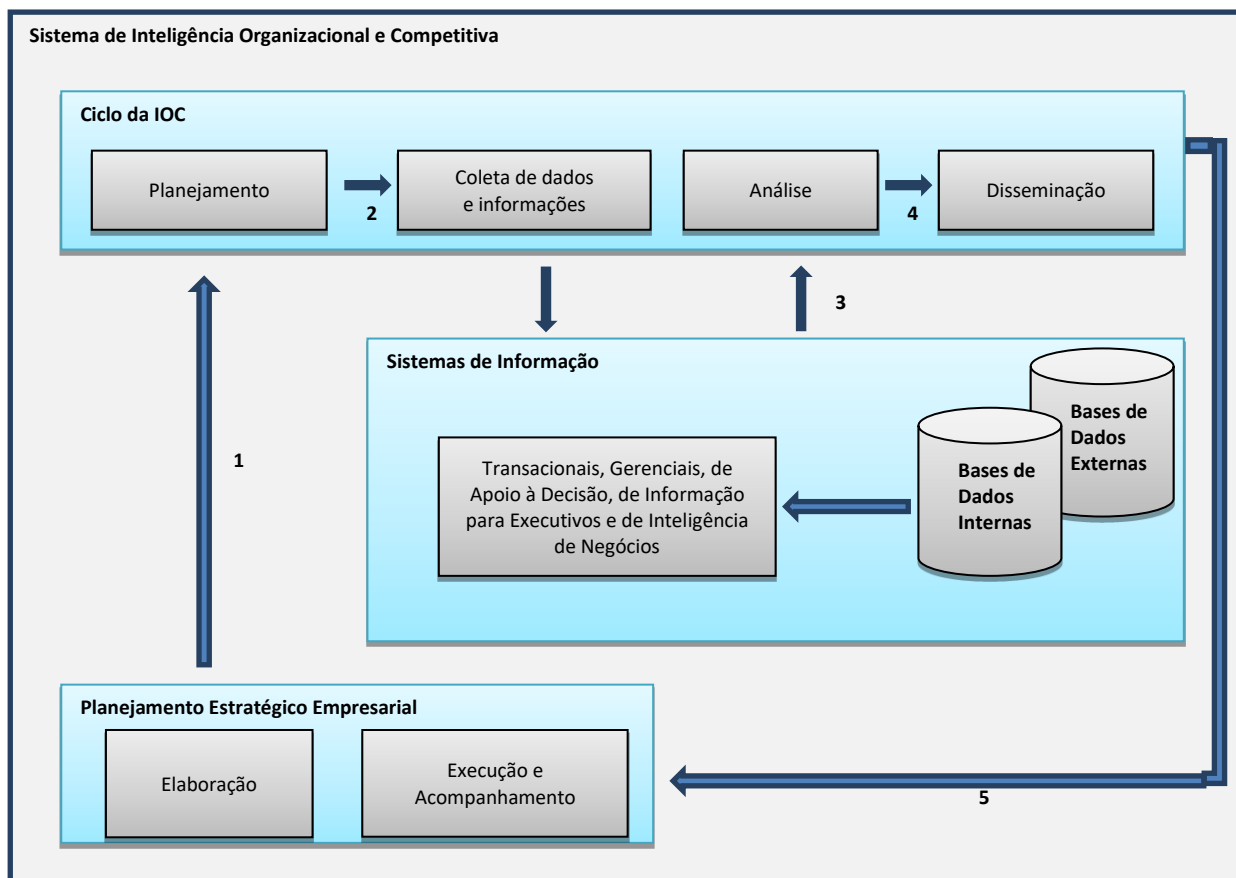 Sistema de Inteligência Organizacional e Competitiva
Ciclo da IOC
Planejamento
2
Coleta de dados
e informações
Análise
4
Disseminação
3
Sistemas de Informação
Transacionais, Gerenciais, de
Apoio à Decisão, de Informação
para Executivos e de Inteligência
de Negócios
Bases de
Dados
Internas
Bases de
Dados
Externas
1
Planejamento Estratégico Empresarial
Elaboração
Execução e
Acompanhamento
5